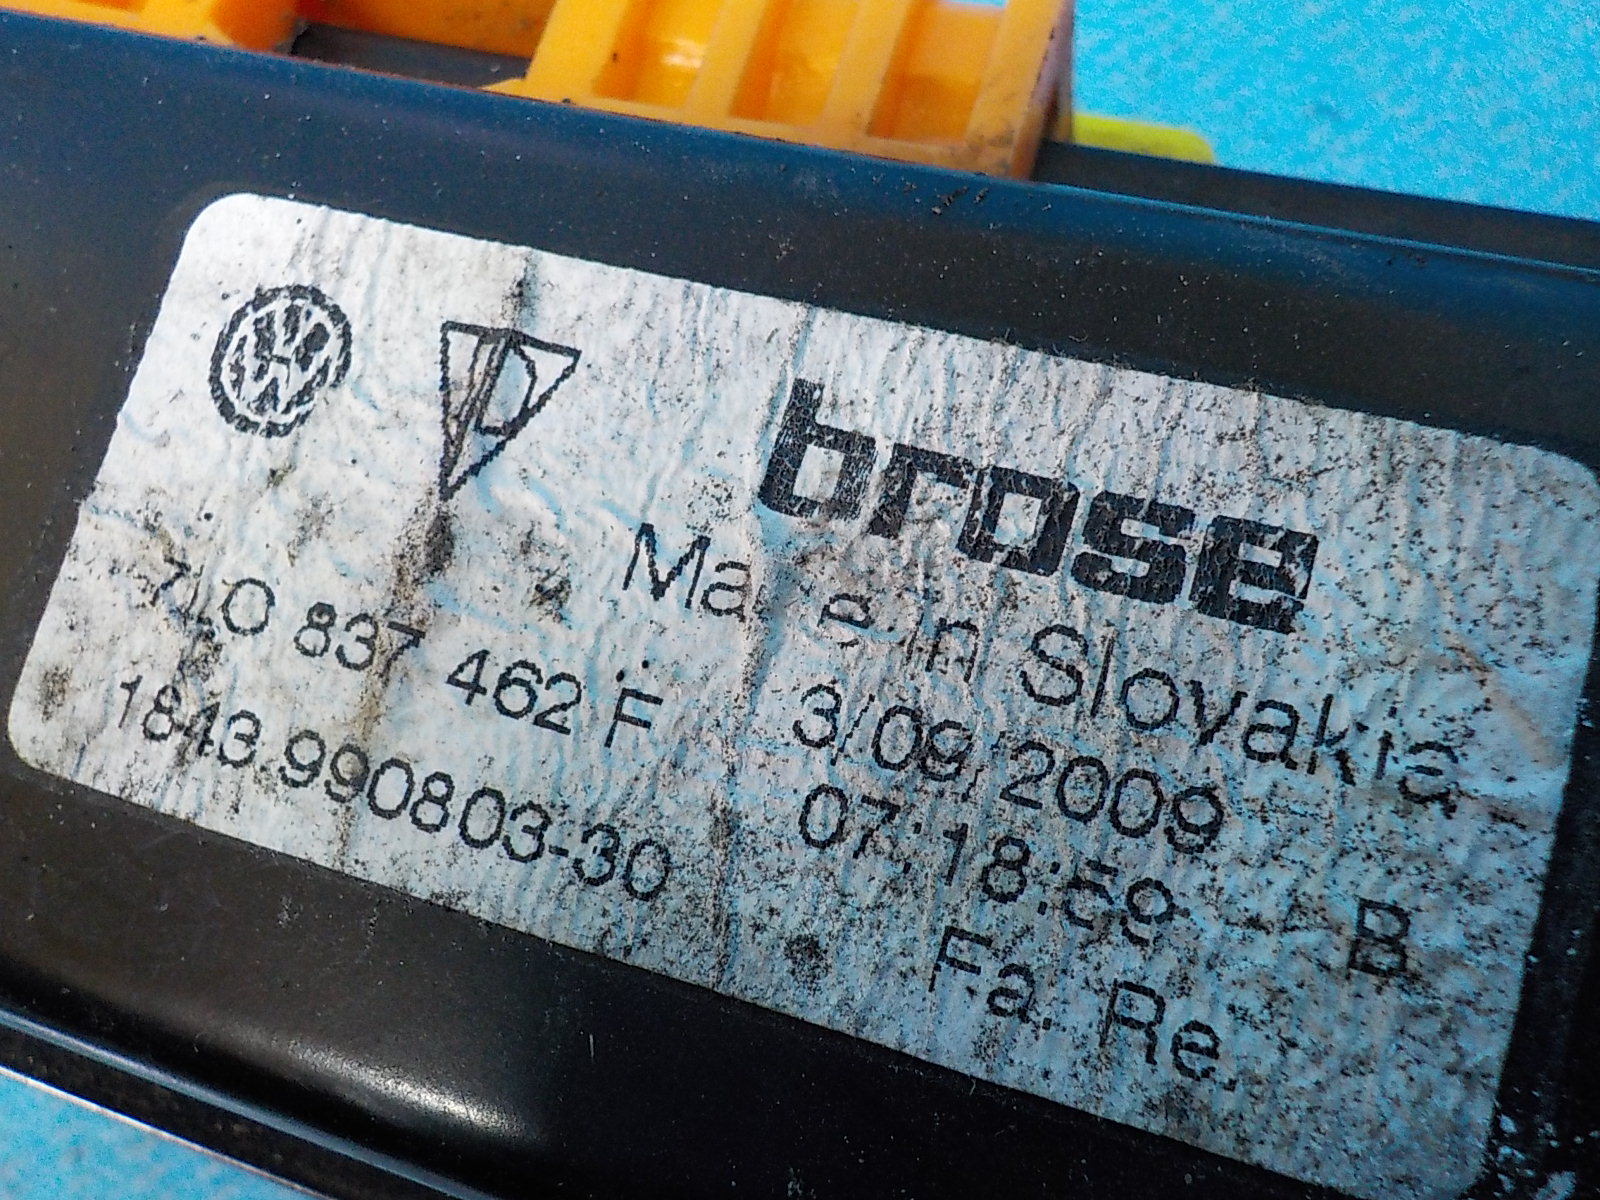 brose
Made in Slovakia
7L0 837 462 F
3/09/2009
1843 990803-30
07:18:59
B
Fa. Re.